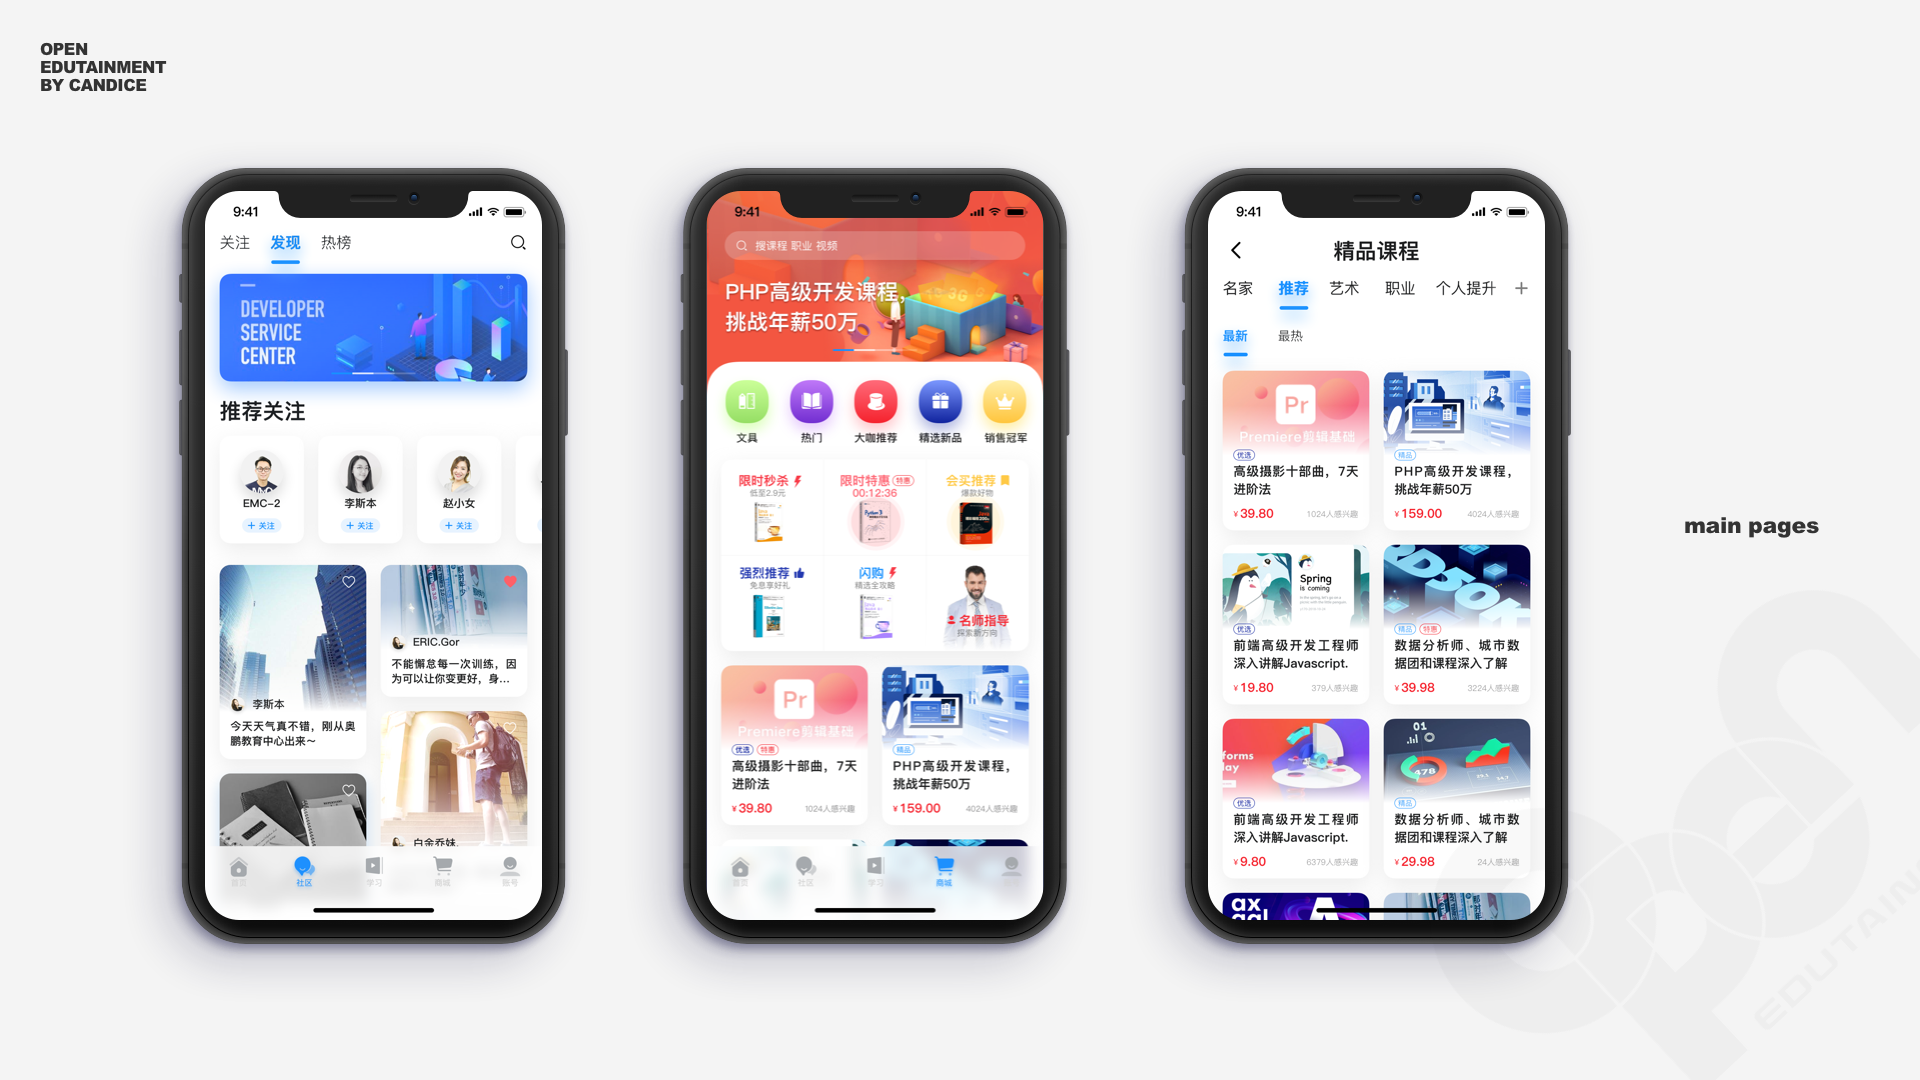 OPEN
EDUTAINMENT
BY CANDICE
9:41
关注 发现 热榜
DEVELOPER
SERVICE
CENTER
推荐关注
EMC-2
+ 关注
李斯本
+ 关注
赵小女
+ 关注
李斯本
今天天气真不错，刚从奥
鹏教育中心出来～
ERIC.Gor
不能懈怠每一次训练，因
为可以让你变更好，身...
白金乔妹.
首页 社区 学习 商城 账号
9:41
搜课程 职业 视频
PHP高级开发课程，
挑战年薪50万
文具 热门 大咖推荐 精选新品 销售冠军
限时秒杀
低至2.9元
限时特惠 特惠
00:12:36
Python 3
会买推荐
爆款好物
Java
强烈推荐
免息享好礼
闪购
精选全攻略
名师指导
探索新方向
Pr
Premiere剪辑基础
优选 特惠
高级摄影十部曲，7天
进阶法
¥39.80 1024人感兴趣
精品
PHP高级开发课程，
挑战年薪50万
¥159.00 4024人感兴趣
首页 社区 学习 商城
9:41
精品课程
名家 推荐 艺术 职业 个人提升 +
最新 最热
Pr
Premiere剪辑基础
优选
高级摄影十部曲，7天
进阶法
¥39.80 1024人感兴趣
精品
PHP高级开发课程，
挑战年薪50万
¥159.00 4024人感兴趣
Spring
is coming
优选
前端高级开发工程师
深入讲解Javascript.
¥19.80 379人感兴趣
精品 特惠
数据分析师、城市数
据团和课程深入了解
¥39.98 3224人感兴趣
forms
day
优选
前端高级开发工程师
深入讲解Javascript.
¥9.80 6379人感兴趣
01
478
精品
数据分析师、城市数
据团和课程深入了解
¥29.98 24人感兴趣
main pages
open